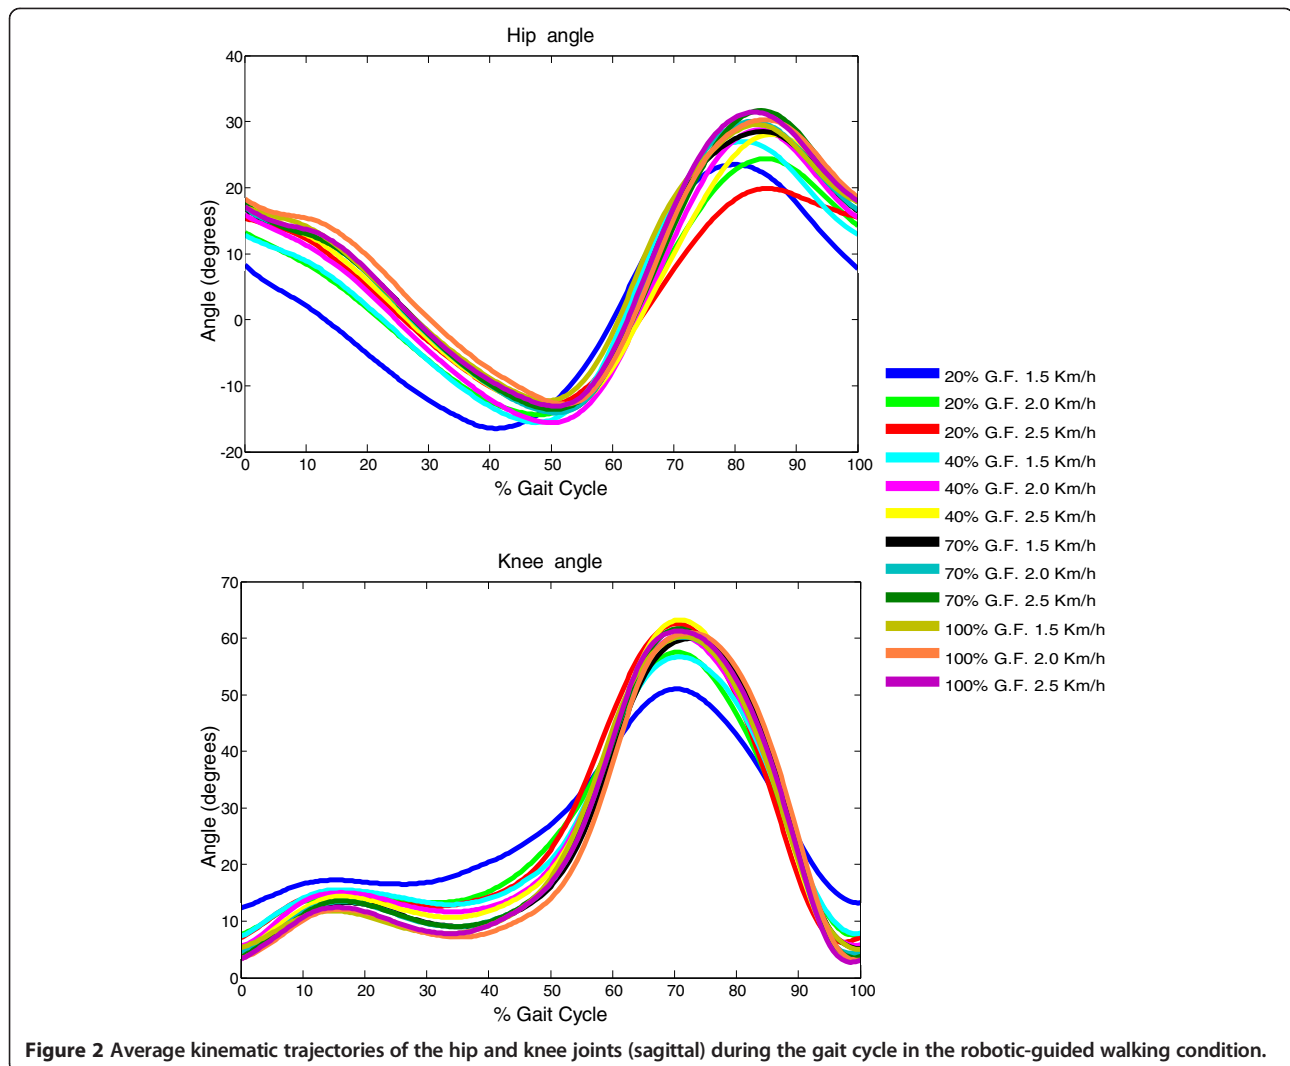 Hip angle
40
30
20
10
0
-10
-20
Angle (degrees)
0 10 20 30 40 50 60 70 80 90 100
% Gait Cycle
20% G.F. 1.5 Km/h
20% G.F. 2.0 Km/h
20% G.F. 2.5 Km/h
40% G.F. 1.5 Km/h
40% G.F. 2.0 Km/h
40% G.F. 2.5 Km/h
70% G.F. 1.5 Km/h
70% G.F. 2.0 Km/h
70% G.F. 2.5 Km/h
100% G.F. 1.5 Km/h
100% G.F. 2.0 Km/h
100% G.F. 2.5 Km/h
Knee angle
70
60
50
40
30
20
10
0
Angle (degrees)
0 10 20 30 40 50 60 70 80 90 100
% Gait Cycle
Figure 2 Average kinematic trajectories of the hip and knee joints (sagittal) during the gait cycle in the robotic-guided walking condition.